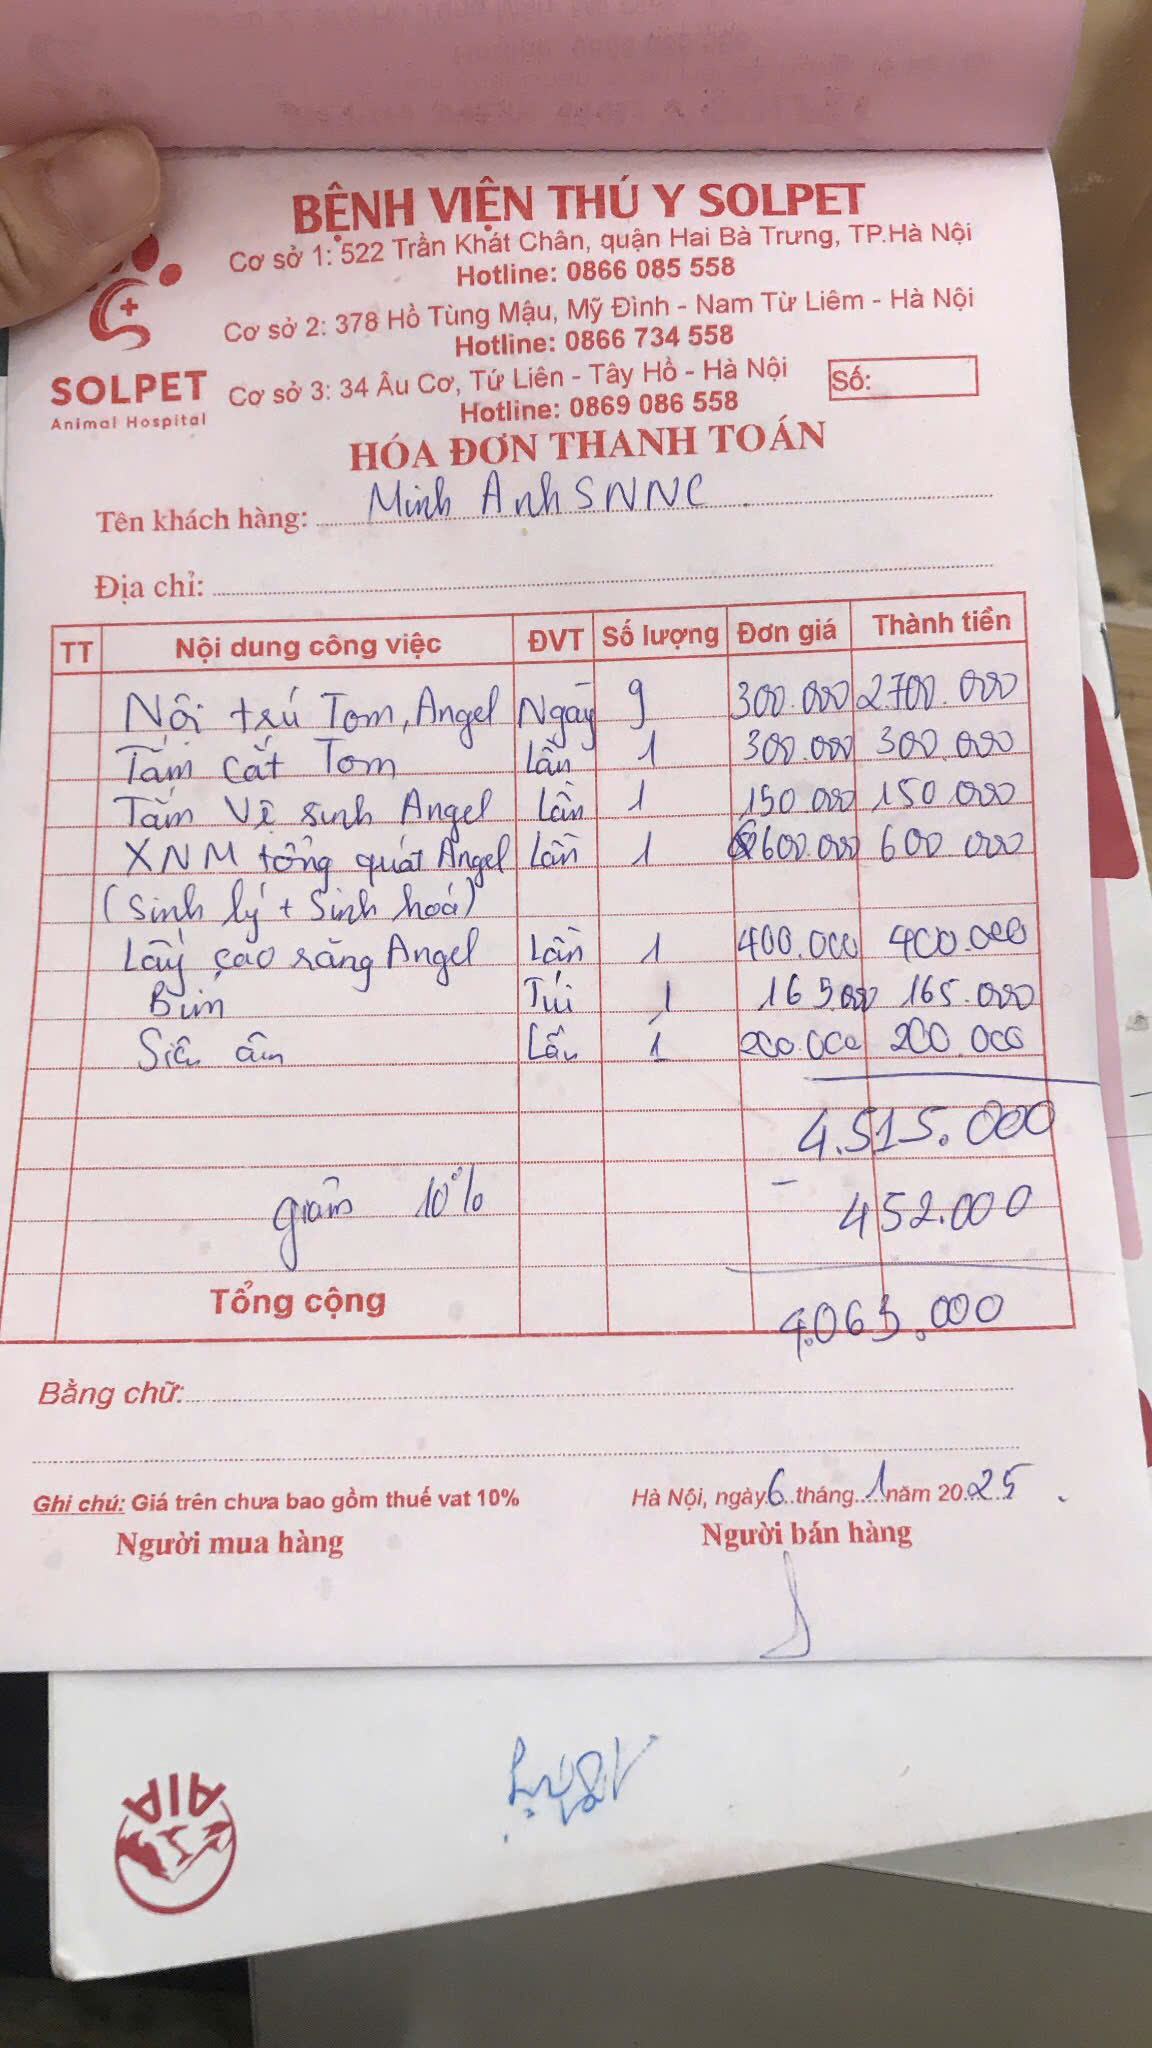 BỆNH VIỆN THÚ Y SOLPET
Cơ sở 1: 522 Trần Khát Chân, quận Hai Bà Trưng, TP.Hà Nội
Hotline: 0866 085 558
Cơ sở 2: 378 Hồ Tùng Mậu, Mỹ Đình - Nam Từ Liêm - Hà Nội
Hotline: 0866 734 558
SOLPET
Animal Hospital
Cơ sở 3: 34 Âu Cơ, Tứ Liên - Tây Hồ - Hà Nội
Số:
Hotline: 0869 086 558
HÓA ĐƠN THANH TOÁN
Tên khách hàng: Minh Anh SNNC
Địa chỉ:
TT Nội dung công việc ĐVT Số lượng Đơn giá Thành tiền
Nội trú Tom, Angel Ngày 9 300.000 2.700.000
Tắm cắt Tom Lần 1 300.000 300.000
Tắm Vệ sinh Angel Lần 1 150.000 150.000
XNM tổng quát Angel Lần 1 600.000 600.000
(Sinh lý + Sinh hoá)
Lấy cao răng Angel Lần 1 400.000 400.000
Bỉm Túi 1 165.000 165.000
Siêu âm Lần 1 200.000 200.000
4.515.000
giảm 10% - 452.000
Tổng cộng 4.063.000
Bằng chữ:
Ghi chú: Giá trên chưa bao gồm thuế vat 10%
Hà Nội, ngày 6 tháng 1 năm 2025
Người mua hàng
Người bán hàng
AIA